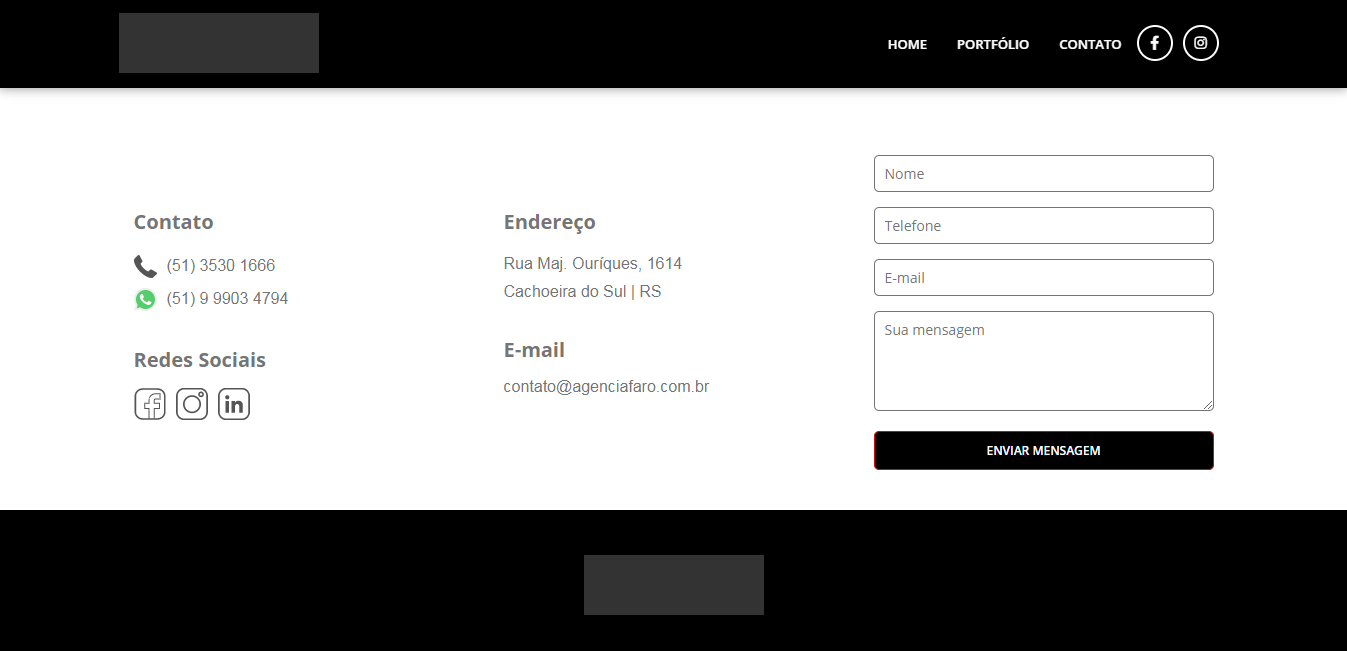 HOME
PORTFÓLIO
CONTATO
Contato
(51) 3530 1666
(51) 9 9903 4794
Redes Sociais
Endereço
Rua Maj. Ouríques, 1614
Cachoeira do Sul | RS
E-mail
contato@agenciafaro.com.br
Nome
Telefone
E-mail
Sua mensagem
ENVIAR MENSAGEM